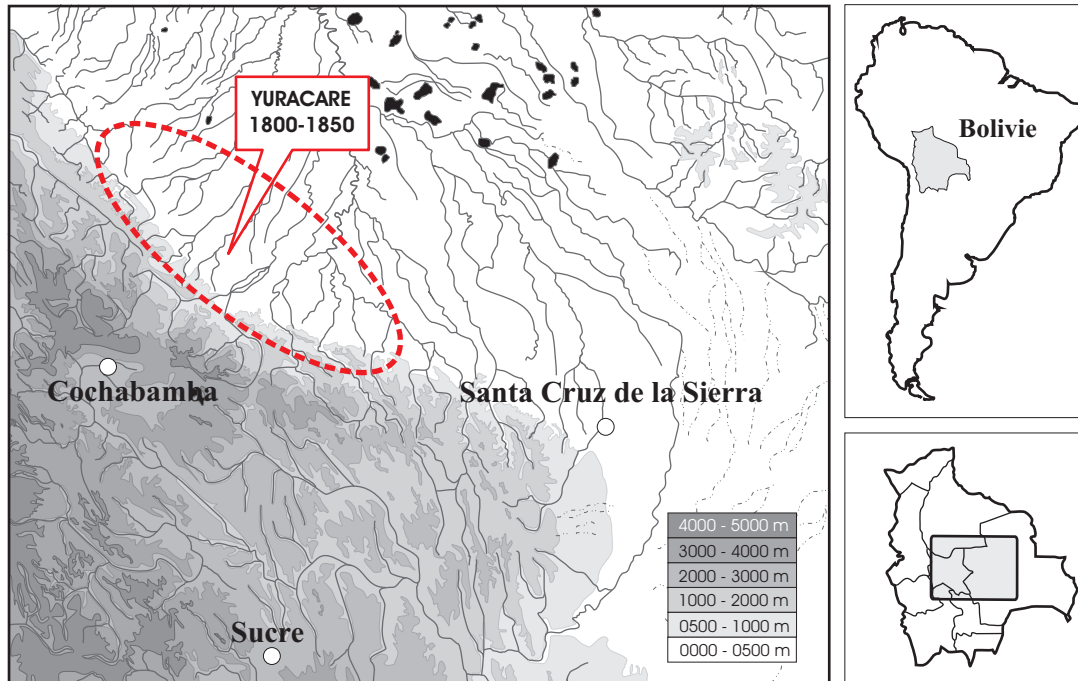 YURACARE
1800-1850
Bolivie
Cochabamba
Santa Cruz de la Sierra
Sucre
4000 - 5000 m
3000 - 4000 m
2000 - 3000 m
1000 - 2000 m
0500 - 1000 m
0000 - 0500 m